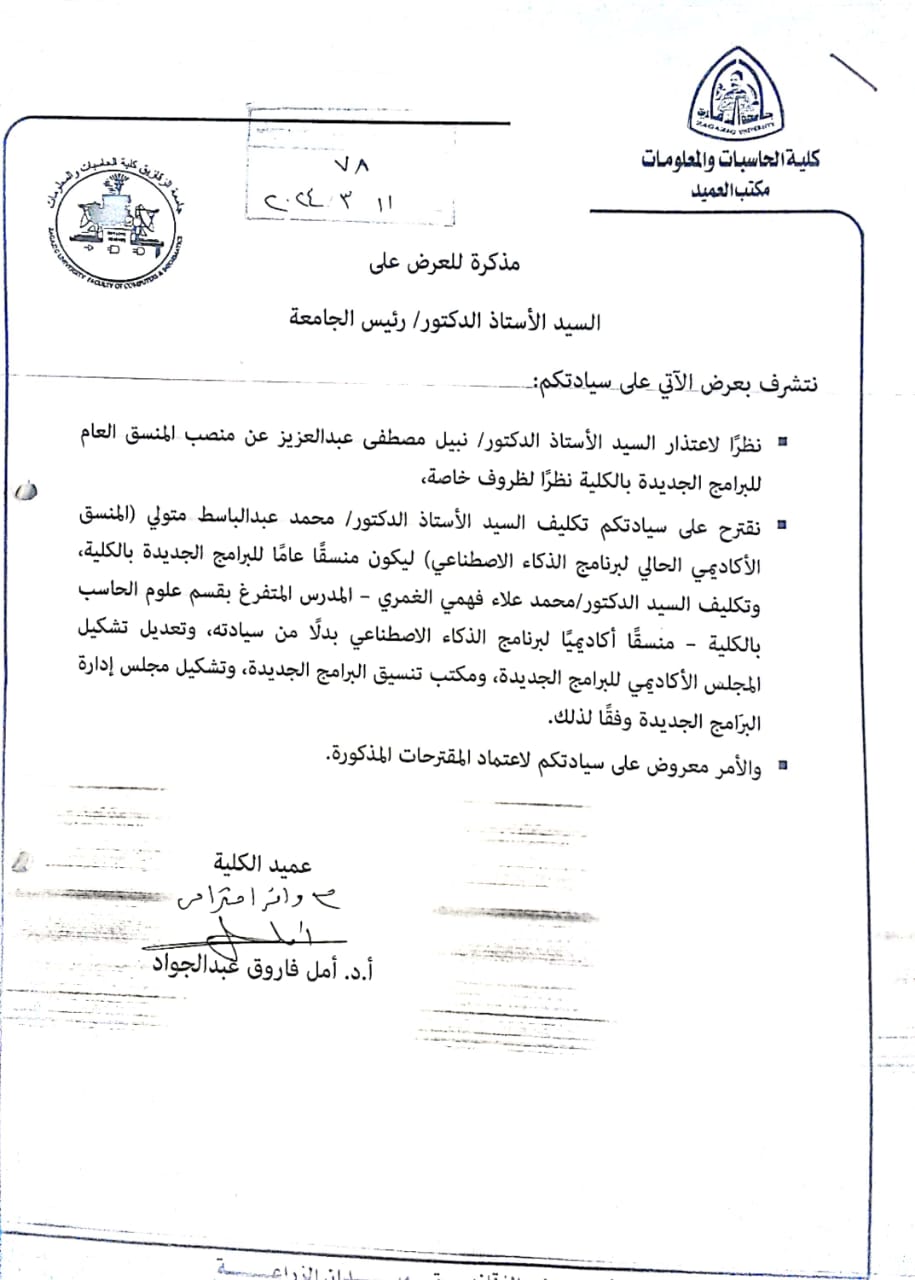 ZAGAZIG UNIVERSITY
كلية الحاسبات والمعلومات
مكتب العميد
٧٨
١١ ٣ ٢٠٢٤
جامعة الزقازيق كلية الحاسبات والمعلومات
ZAGAZIG UNIVERSITY FACULTY OF COMPUTERS & INFORMATICS
مذكرة للعرض على
السيد الأستاذ الدكتور/ رئيس الجامعة
نتشرف بعرض الآتي على سيادتكم:
▪ نظرًا لاعتذار السيد الأستاذ الدكتور/ نبيل مصطفى عبدالعزيز عن منصب المنسق العام
للبرامج الجديدة بالكلية نظرًا لظروف خاصة،
▪ نقترح على سيادتكم تكليف السيد الأستاذ الدكتور/ محمد عبدالباسط متولي (المنسق
الأكاديمي الحالي لبرنامج الذكاء الاصطناعي) ليكون منسقًا عامًا للبرامج الجديدة بالكلية،
وتكليف السيد الدكتور/محمد علاء فهمي الغمري – المدرس المتفرغ بقسم علوم الحاسب
بالكلية – منسقًا أكاديميًا لبرنامج الذكاء الاصطناعي بدلًا من سيادته، وتعديل تشكيل
المجلس الأكاديمي للبرامج الجديدة، ومكتب تنسيق البرامج الجديدة، وتشكيل مجلس إدارة
البرامج الجديدة وفقًا لذلك.
▪ والأمر معروض على سيادتكم لاعتماد المقترحات المذكورة.
عميد الكلية
وافر احترامى
أ.د. أمل فاروق عبدالجواد